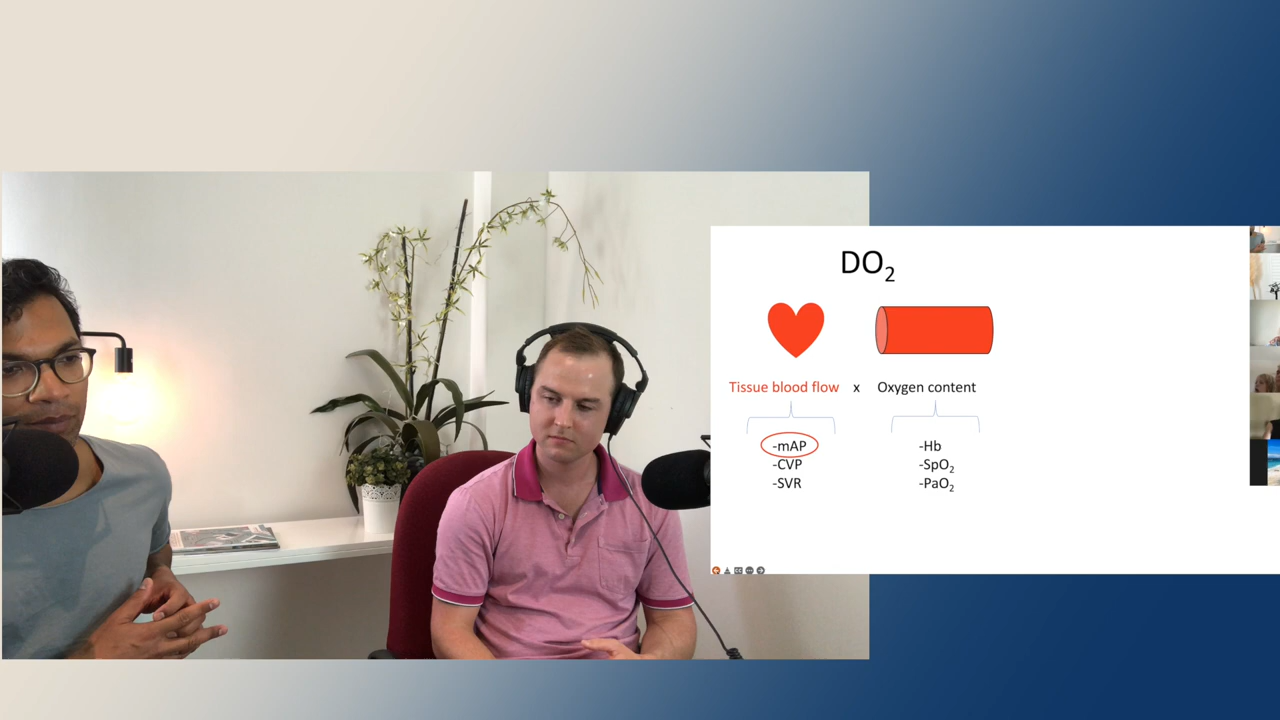 DO₂
Tissue blood flow x Oxygen content
-mAP
-CVP
-SVR
-Hb
-SpO₂
-PaO₂